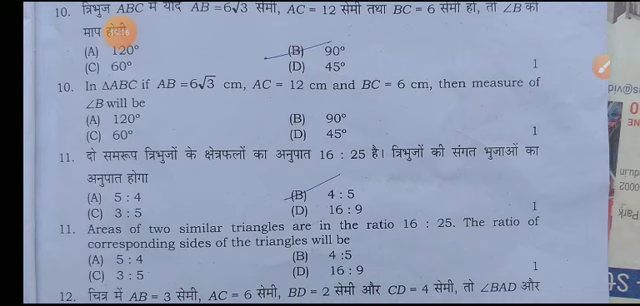 10. त्रिभुज ABC में यदि AB = 6√3 सेमी, AC = 12 सेमी तथा BC = 6 सेमी हो, तो ∠B की
माप होगी
(A) 120° (B) 90°
(C) 60° (D) 45° 1
10. In ΔABC if AB = 6√3 cm, AC = 12 cm and BC = 6 cm, then measure of
∠B will be
(A) 120° (B) 90°
(C) 60° (D) 45° 1
11. दो समरूप त्रिभुजों के क्षेत्रफलों का अनुपात 16 : 25 है। त्रिभुजों की संगत भुजाओं का
अनुपात होगा
(A) 5 : 4 (B) 4 : 5
(C) 3 : 5 (D) 16 : 9 1
11. Areas of two similar triangles are in the ratio 16 : 25. The ratio of
corresponding sides of the triangles will be
(A) 5 : 4 (B) 4 :5
(C) 3 : 5 (D) 16 : 9 1
12. चित्र में AB = 3 सेमी, AC = 6 सेमी, BD = 2 सेमी और CD = 4 सेमी, तो ∠BAD और